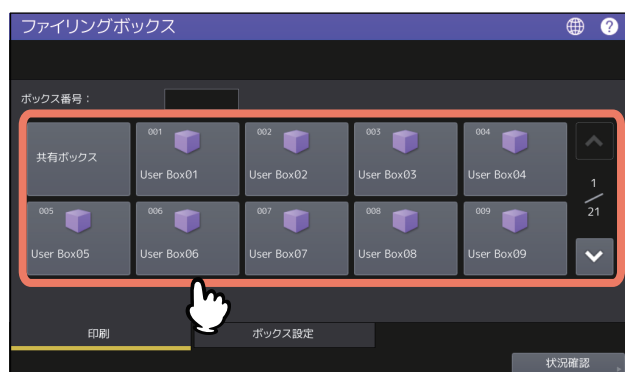 ファイリングボックス
?
ボックス番号：
共有ボックス
001
User Box01
002
User Box02
003
User Box03
004
User Box04
1
21
005
User Box05
006
User Box06
007
User Box07
008
User Box08
009
User Box09
印刷
ボックス設定
状況確認